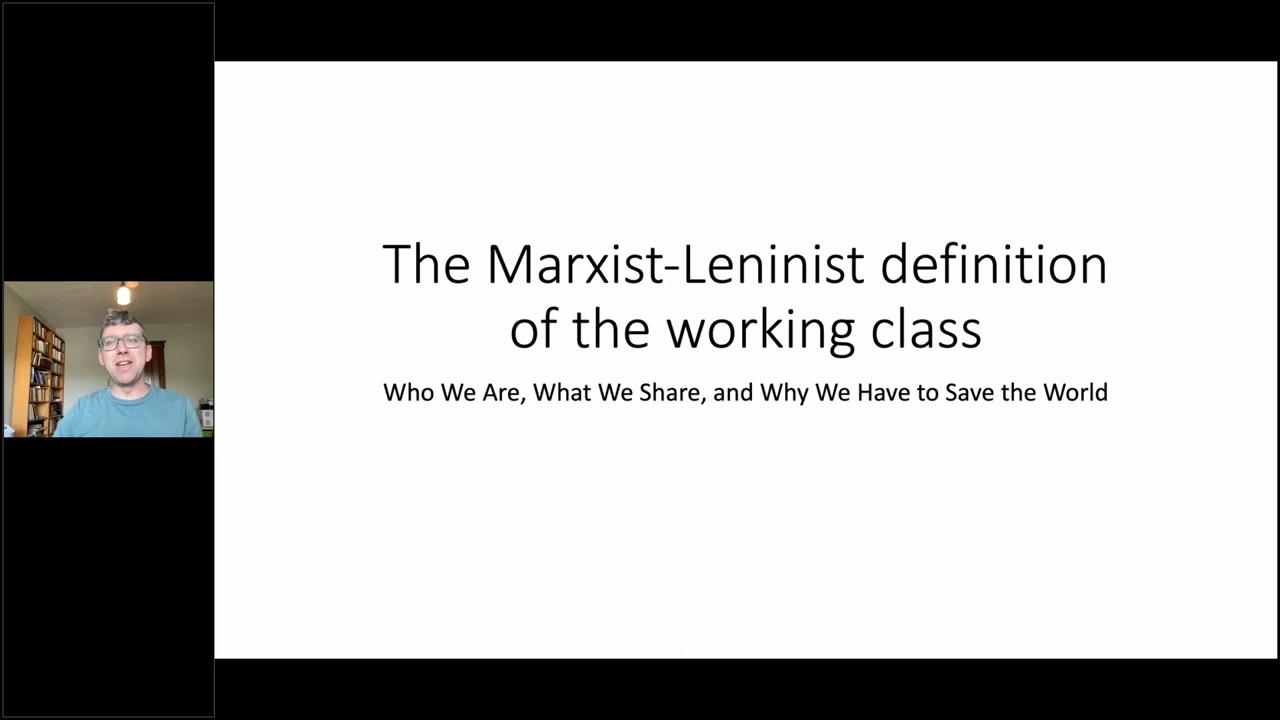 The Marxist-Leninist definition
of the working class
Who We Are, What We Share, and Why We Have to Save the World